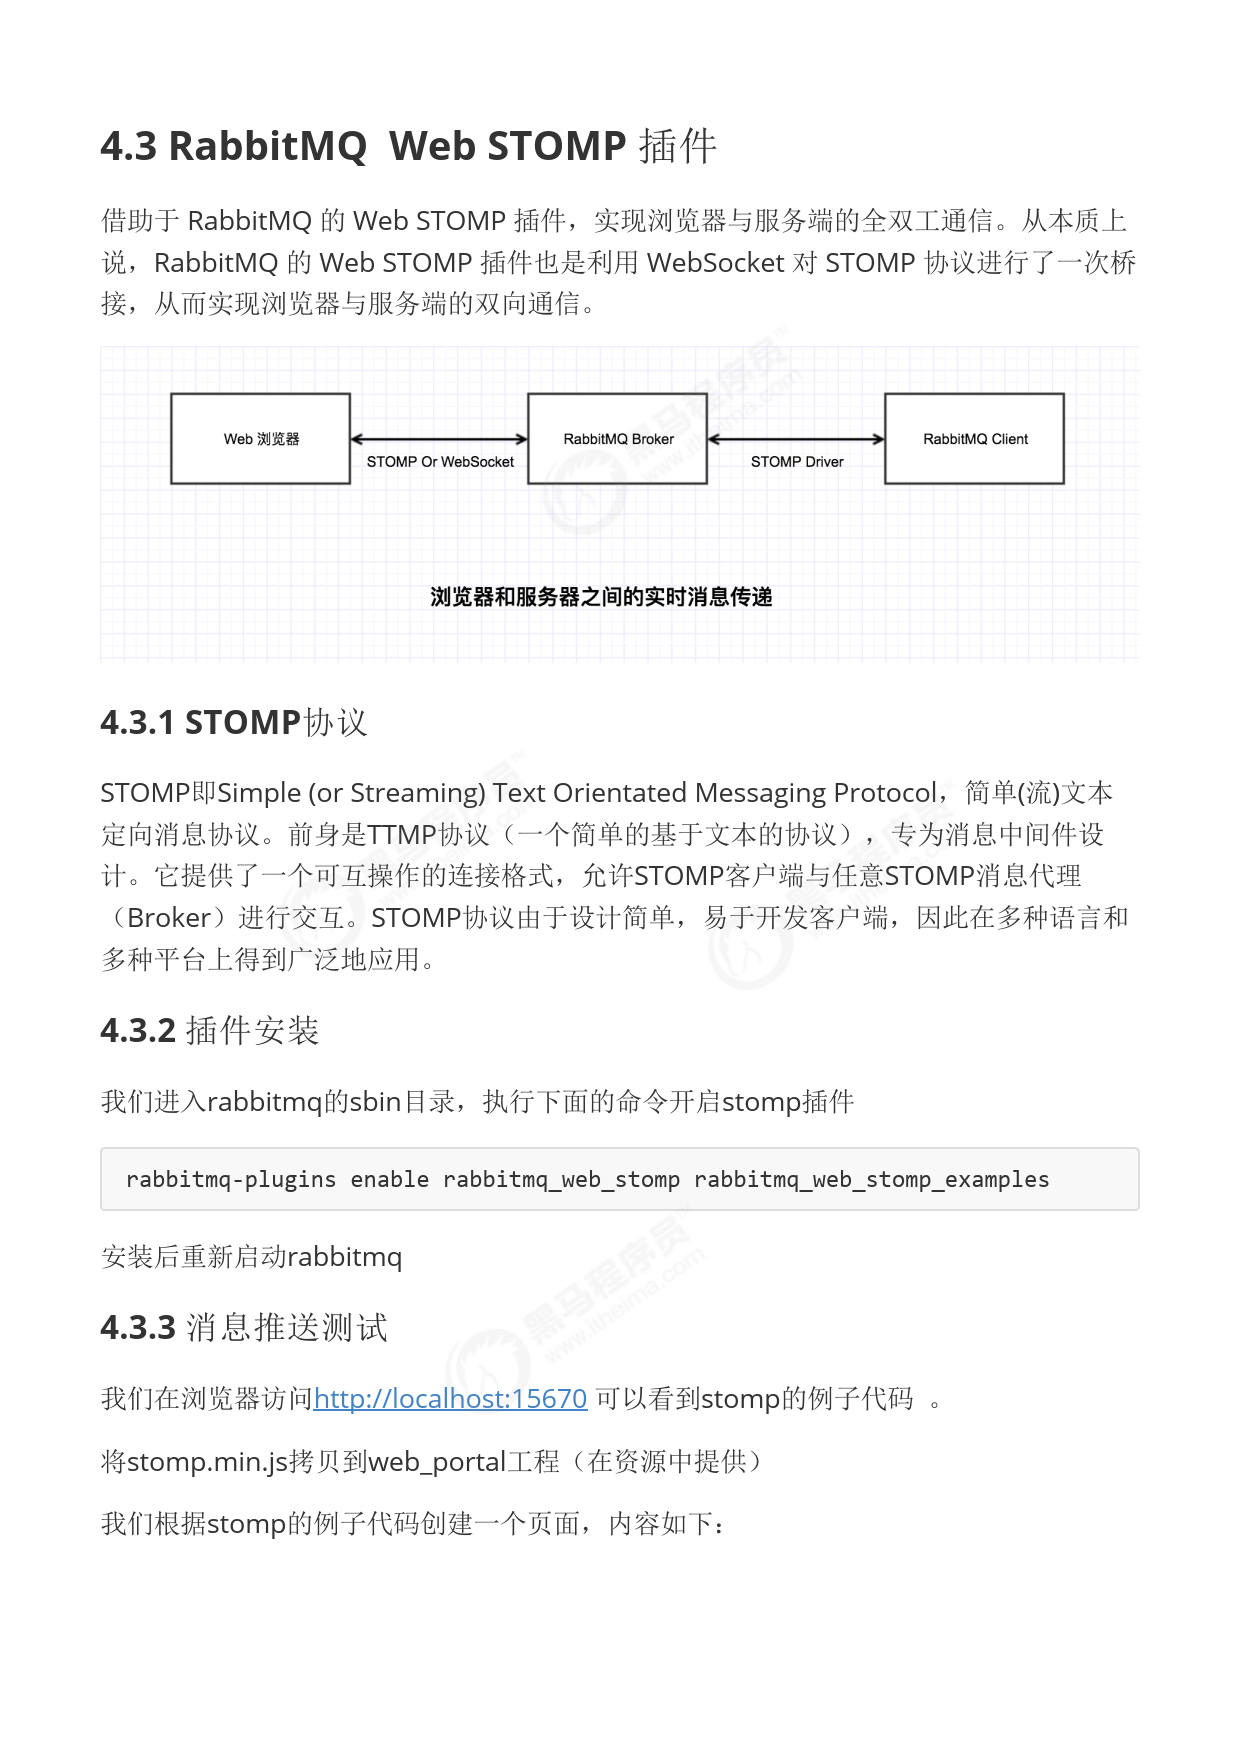 4.3 RabbitMQ  Web STOMP 插件
借助于 RabbitMQ 的 Web STOMP 插件，实现浏览器与服务端的全双工通信。从本质上
说，RabbitMQ 的 Web STOMP 插件也是利用 WebSocket 对 STOMP 协议进行了一次桥
接，从而实现浏览器与服务端的双向通信。
Web 浏览器
RabbitMQ Broker
RabbitMQ Client
STOMP Or WebSocket
STOMP Driver
浏览器和服务器之间的实时消息传递
黑马程序员™
www.itheima.com
4.3.1 STOMP协议
STOMP即Simple (or Streaming) Text Orientated Messaging Protocol，简单(流)文本
定向消息协议。前身是TTMP协议（一个简单的基于文本的协议），专为消息中间件设
计。它提供了一个可互操作的连接格式，允许STOMP客户端与任意STOMP消息代理
（Broker）进行交互。STOMP协议由于设计简单，易于开发客户端，因此在多种语言和
多种平台上得到广泛地应用。
4.3.2 插件安装
我们进入rabbitmq的sbin目录，执行下面的命令开启stomp插件
rabbitmq-plugins enable rabbitmq_web_stomp rabbitmq_web_stomp_examples
安装后重新启动rabbitmq
黑马程序员™
www.itheima.com
4.3.3 消息推送测试
我们在浏览器访问http://localhost:15670 可以看到stomp的例子代码 。
将stomp.min.js拷贝到web_portal工程（在资源中提供）
我们根据stomp的例子代码创建一个页面，内容如下：